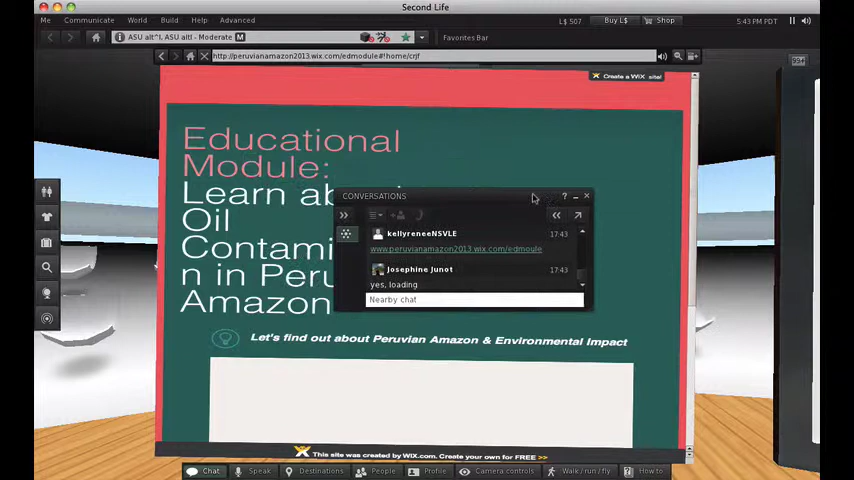 Second Life
Me Communicate World Build Help Advanced L$ 507 Buy L$ Shop 5:43 PM PDT
ASU alt^I, ASU altI - Moderate M Favorites Bar
http://peruvianamazon2013.wix.com/edmodule#!home/crjf
99+
Create a WiX site!
Educational
Module:
Learn ab
Oil
Contami
n in Peru
Amazon
CONVERSATIONS
kellyreneeNSVLE 17:43
www.peruvianamazon2013.wix.com/edmoule
Josephine Junot 17:43
yes, loading
Nearby chat
Let's find out about Peruvian Amazon & Environmental Impact
This site was created by WIX.com. Create your own for FREE >>
Chat Speak Destinations People Profile Camera controls Walk / run / fly How to